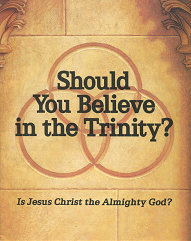 Should
You Believe
in the Trinity?
Is Jesus Christ the Almighty God?